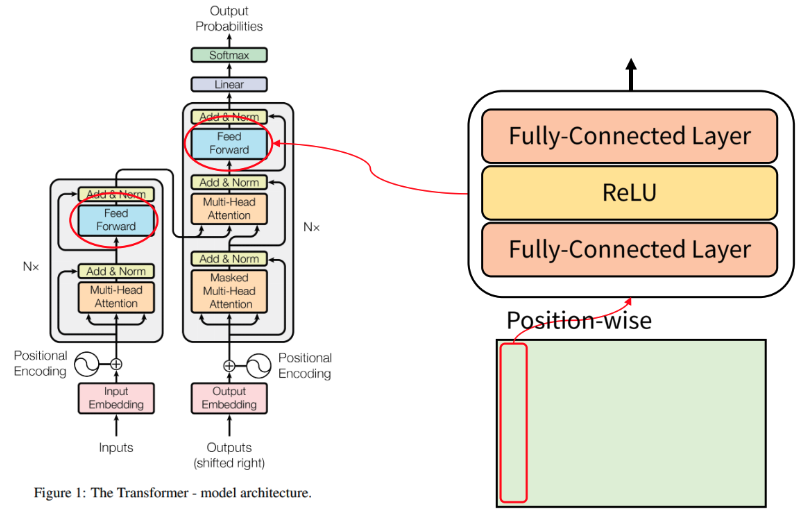 Output
Probabilities
Softmax
Linear
Add & Norm
Feed
Forward
Add & Norm
Multi-Head
Attention
Nx
Add & Norm
Masked
Multi-Head
Attention
Add & Norm
Feed
Forward
Nx
Add & Norm
Multi-Head
Attention
Positional
Encoding
Positional
Encoding
Input
Embedding
Output
Embedding
Inputs
Outputs
(shifted right)
Figure 1: The Transformer - model architecture.
Fully-Connected Layer
ReLU
Fully-Connected Layer
Position-wise